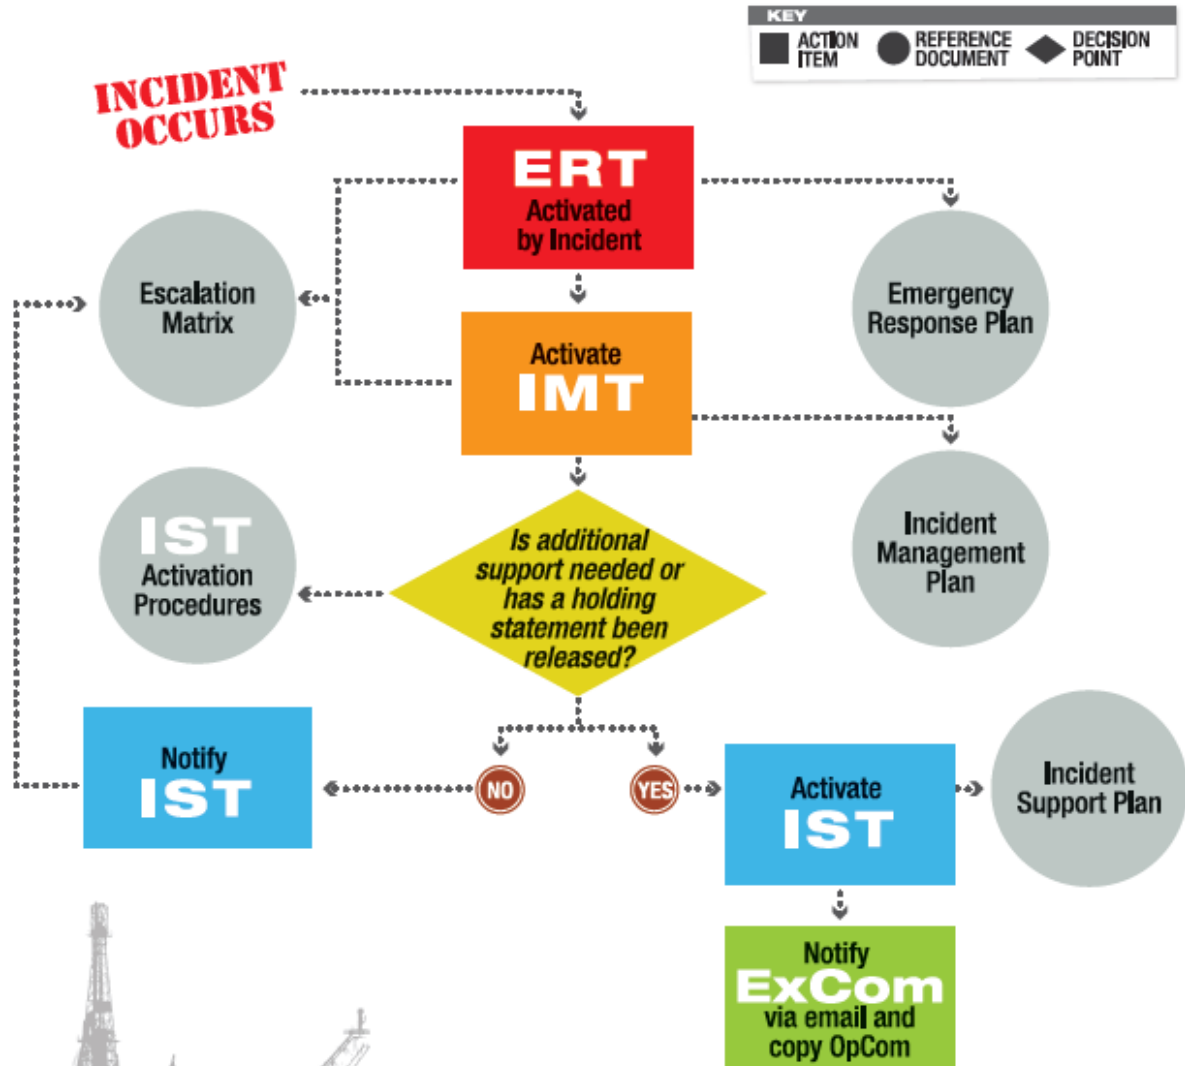 KEY
ACTION
ITEM
REFERENCE
DOCUMENT
DECISION
POINT
INCIDENT
OCCURS
ERT
Activated
by Incident
Escalation
Matrix
Emergency
Response Plan
Activate
IMT
IST
Activation
Procedures
Is additional
support needed or
has a holding
statement been
released?
Incident
Management
Plan
Notify
IST
NO
YES
Activate
IST
Incident
Support Plan
Notify
ExCom
via email and
copy OpCom